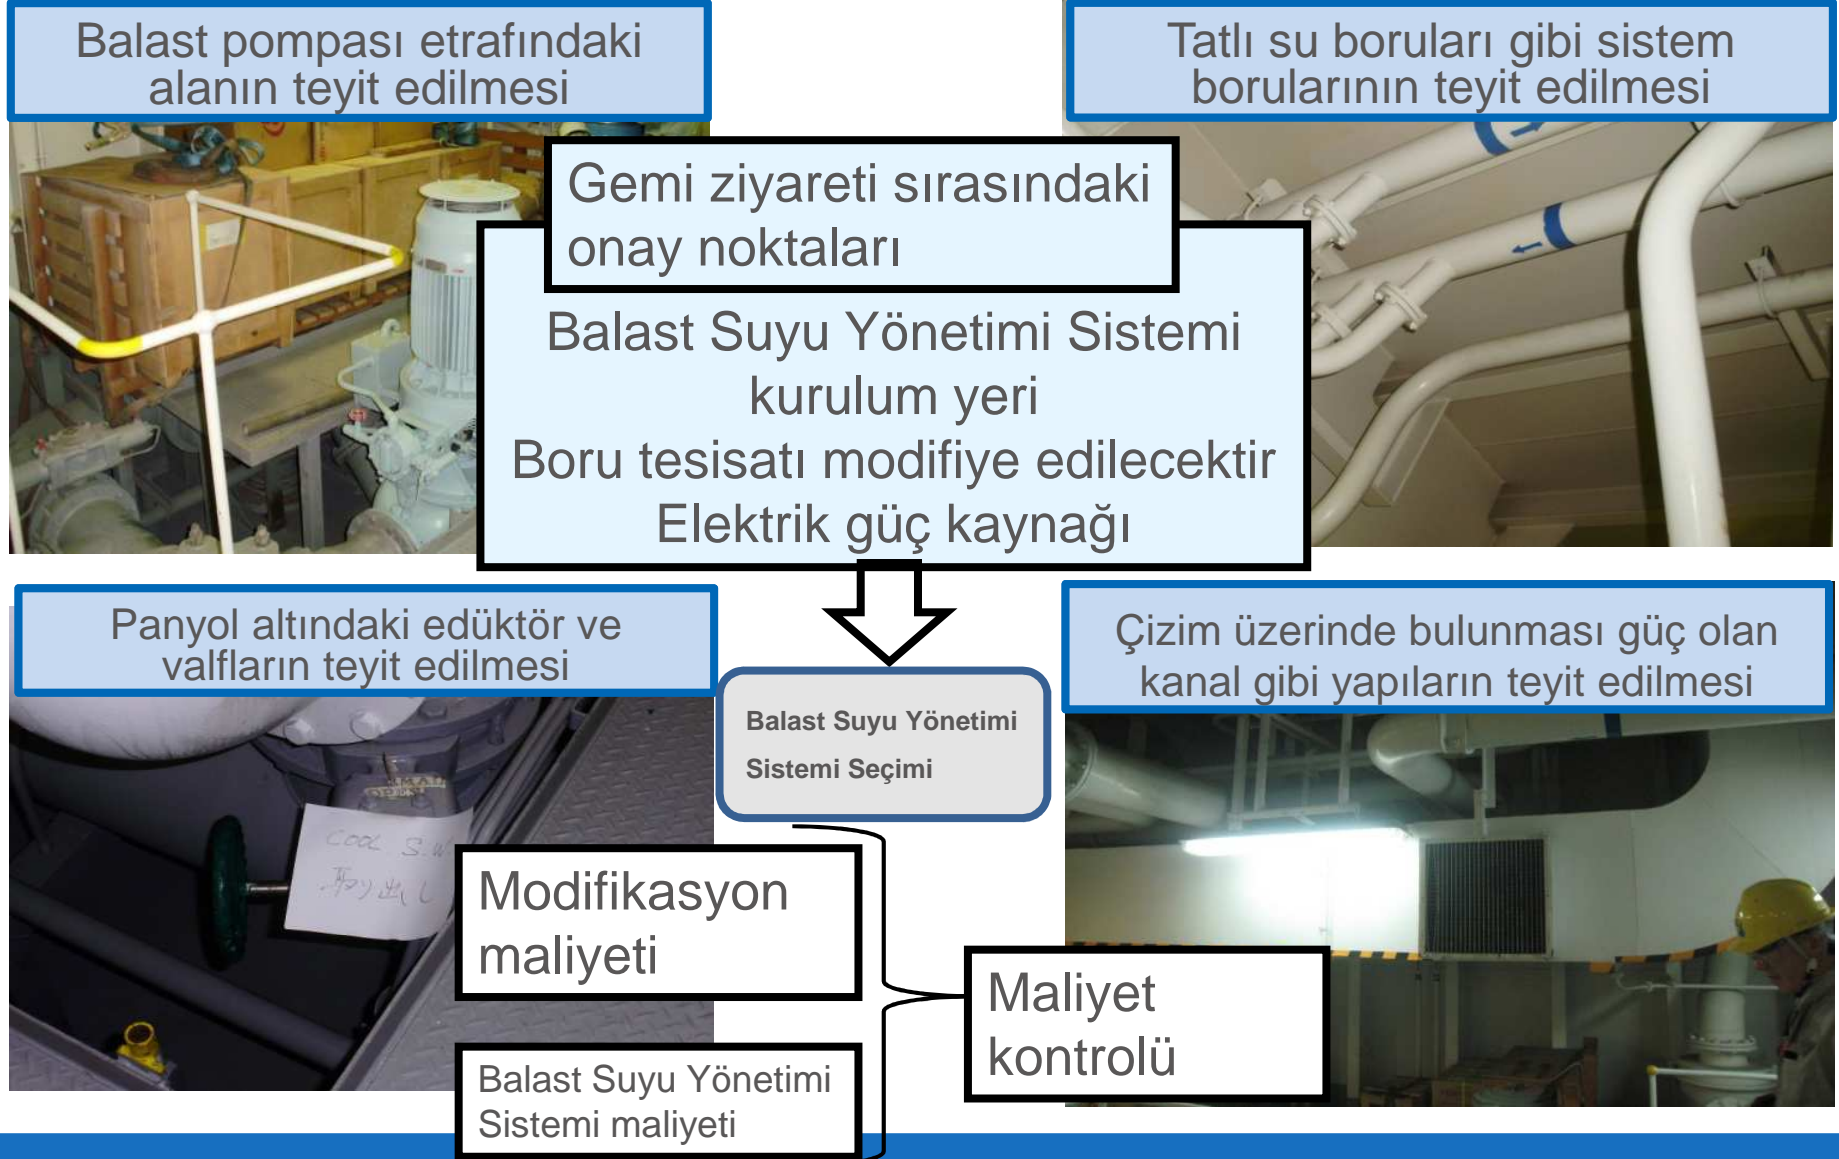 Balast pompası etrafındaki
alanın teyit edilmesi
Tatlı su boruları gibi sistem
borularının teyit edilmesi
Gemi ziyareti sırasındaki
onay noktaları
Balast Suyu Yönetimi Sistemi
kurulum yeri
Boru tesisatı modifiye edilecektir
Elektrik güç kaynağı
Panyol altındaki edüktör ve
valfların teyit edilmesi
Çizim üzerinde bulunması güç olan
kanal gibi yapıların teyit edilmesi
Balast Suyu Yönetimi
Sistemi Seçimi
COOL S.W
Modifikasyon
maliyeti
Maliyet
kontrolü
Balast Suyu Yönetimi
Sistemi maliyeti